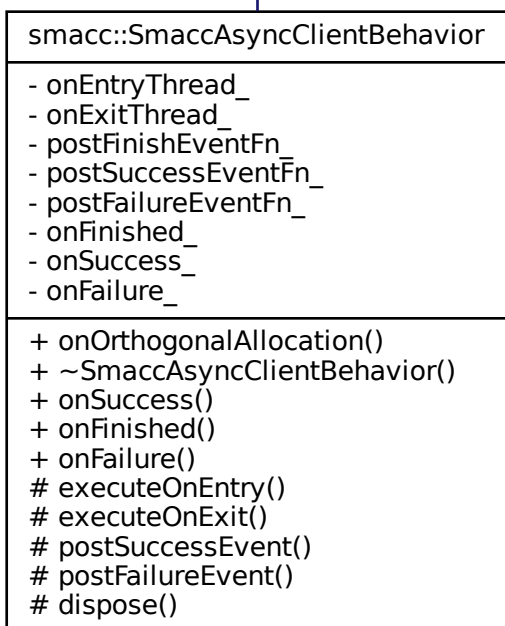 smacc::SmaccAsyncClientBehavior
- onEntryThread_
- onExitThread_
- postFinishEventFn_
- postSuccessEventFn_
- postFailureEventFn_
- onFinished_
- onSuccess_
- onFailure_
+ onOrthogonalAllocation()
+ ~SmaccAsyncClientBehavior()
+ onSuccess()
+ onFinished()
+ onFailure()
# executeOnEntry()
# executeOnExit()
# postSuccessEvent()
# postFailureEvent()
# dispose()